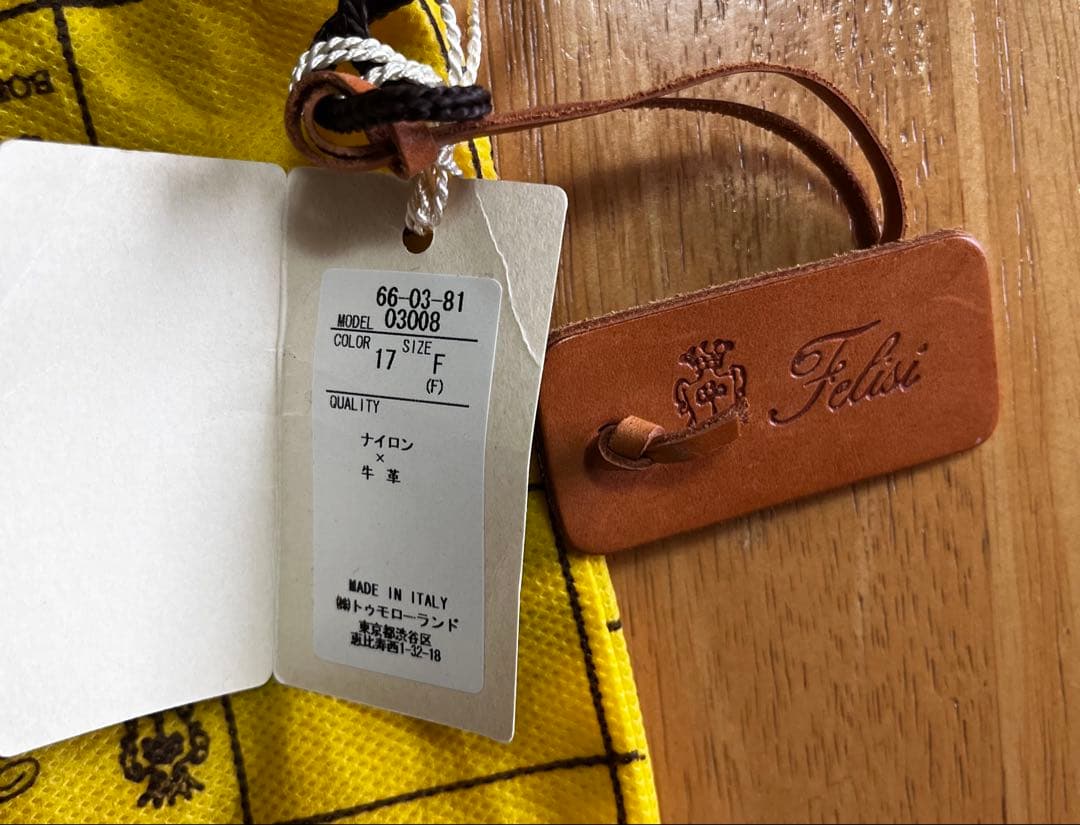 66-03-81
MODEL 03008
COLOR 17 SIZE F
(F)
QUALITY
ナイロン
×
牛 革
MADE IN ITALY
㈱トゥモローランド
東京都渋谷区
恵比寿西1-32-18
Felisi